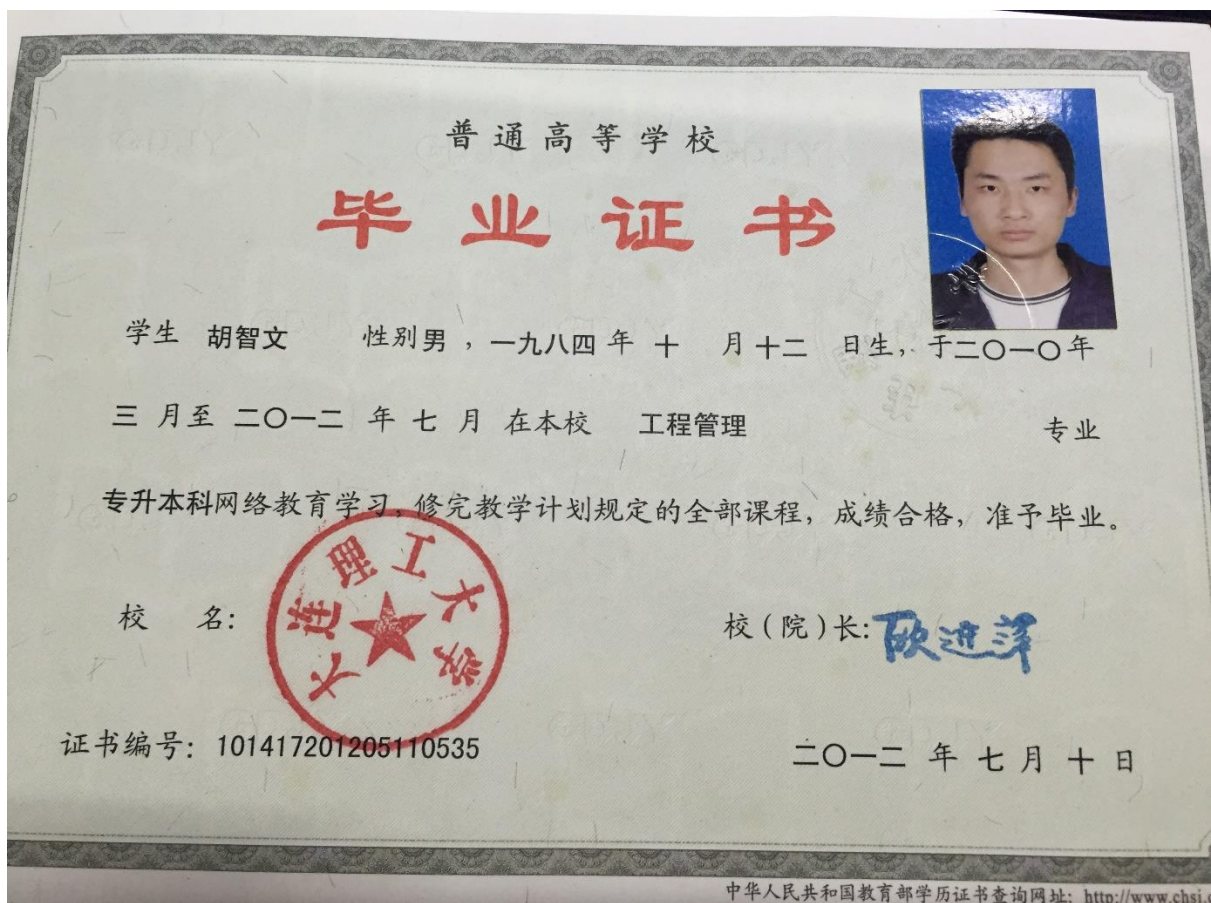 普通高等学校
毕业证书
学生 胡智文 性别男，一九八四 年 十 月十二 日生，于二〇一〇年
三 月至 二〇一二 年 七 月 在本校 工程管理 专业
专升本科网络教育学习，修完教学计划规定的全部课程，成绩合格，准予毕业。
校 名：
大连理工大学
校（院）长：欧进萍
证书编号：101417201205110535
二〇一二 年 七 月 十 日
中华人民共和国教育部学历证书查询网址：http://www.chsi.c